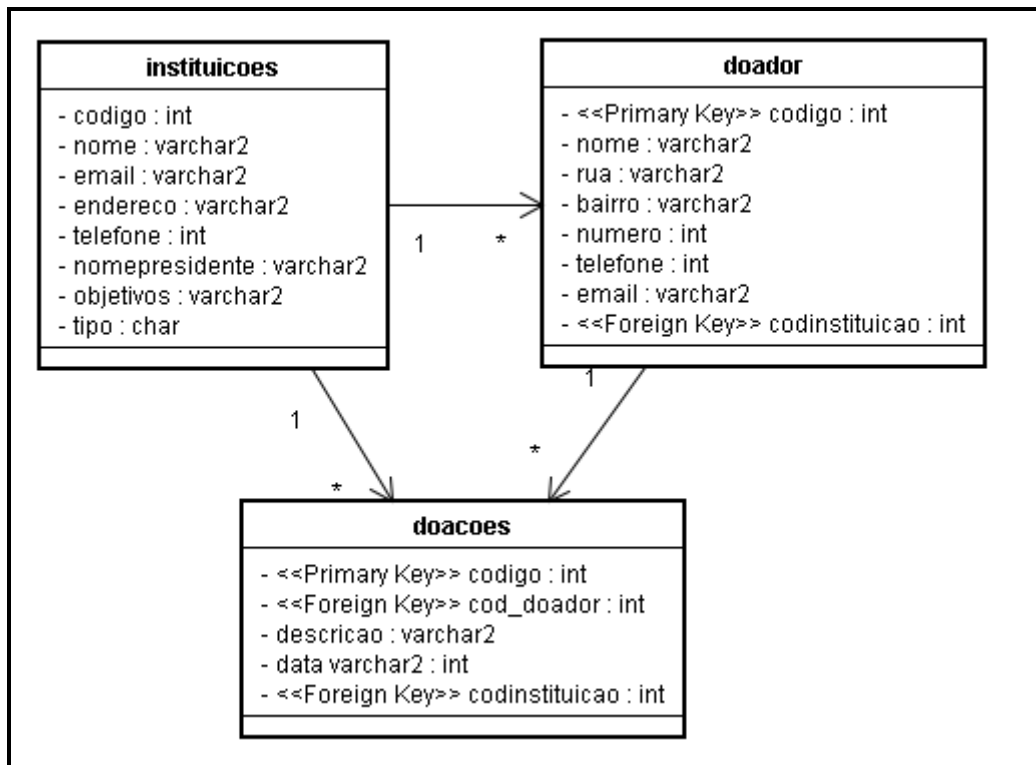 instituicoes
- codigo : int
- nome : varchar2
- email : varchar2
- endereco : varchar2
- telefone : int
- nomepresidente : varchar2
- objetivos : varchar2
- tipo : char
doador
- <<Primary Key>> codigo : int
- nome : varchar2
- rua : varchar2
- bairro : varchar2
- numero : int
- telefone : int
- email : varchar2
- <<Foreign Key>> codinstituicao : int
1
*
1
*
1
*
doacoes
- <<Primary Key>> codigo : int
- <<Foreign Key>> cod_doador : int
- descricao : varchar2
- data varchar2 : int
- <<Foreign Key>> codinstituicao : int